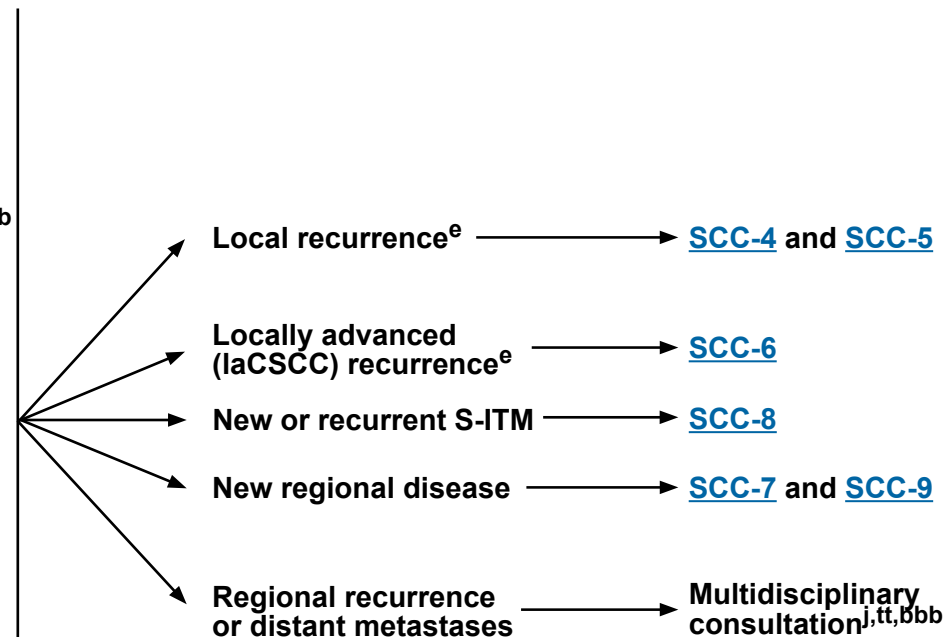 b
Local recurrence^e SCC-4 and SCC-5
Locally advanced
(laCSCC) recurrence^e SCC-6
New or recurrent S-ITM SCC-8
New regional disease SCC-7 and SCC-9
Regional recurrence
or distant metastases
Multidisciplinary
consultation^j,tt,bbb